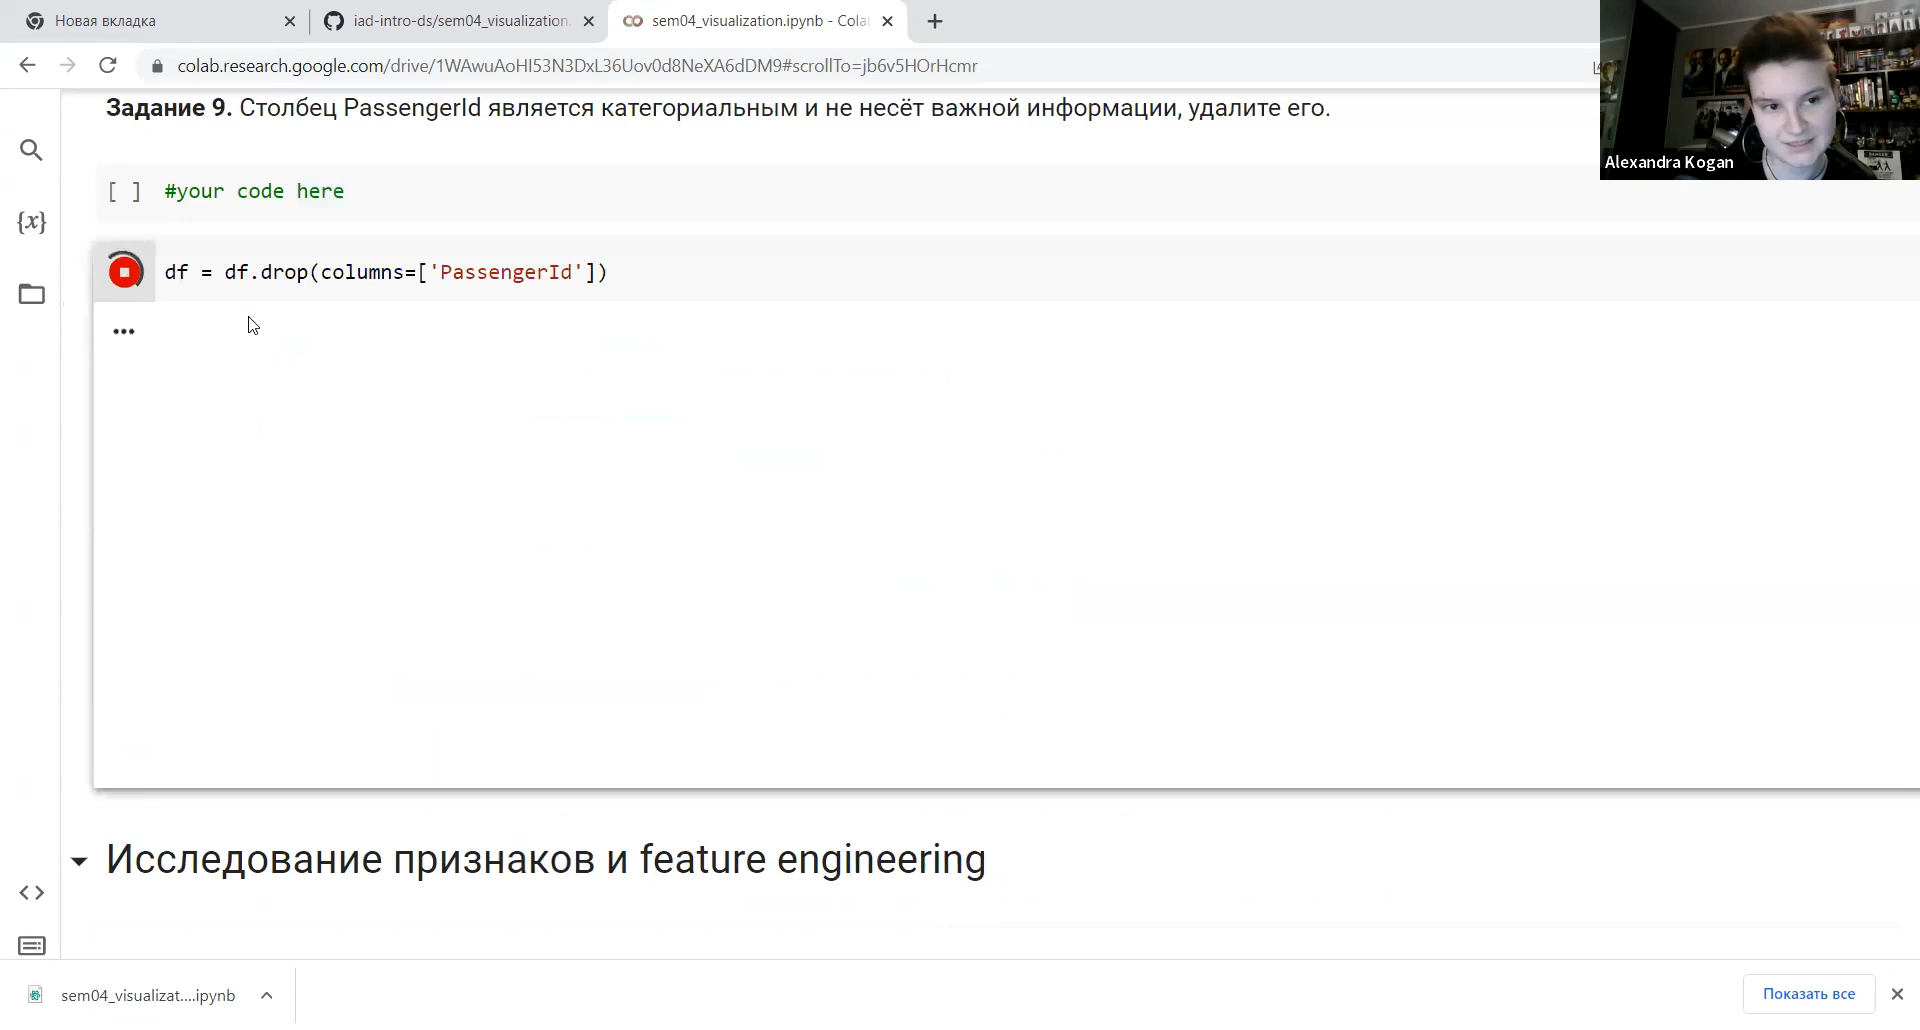 Новая вкладка
iad-intro-ds/sem04_visualization.
sem04_visualization.ipynb - Cola
colab.research.google.com/drive/1WAwuAoHI53N3DxL36Uov0d8NeXA6dDM9#scrollTo=jb6v5HOrHcmr
Alexandra Kogan
Задание 9. Столбец PassengerId является категориальным и не несёт важной информации, удалите его.
{x}
[ ] #your code here
df = df.drop(columns=['PassengerId'])
Исследование признаков и feature engineering
sem04_visualizat....ipynb
Показать все